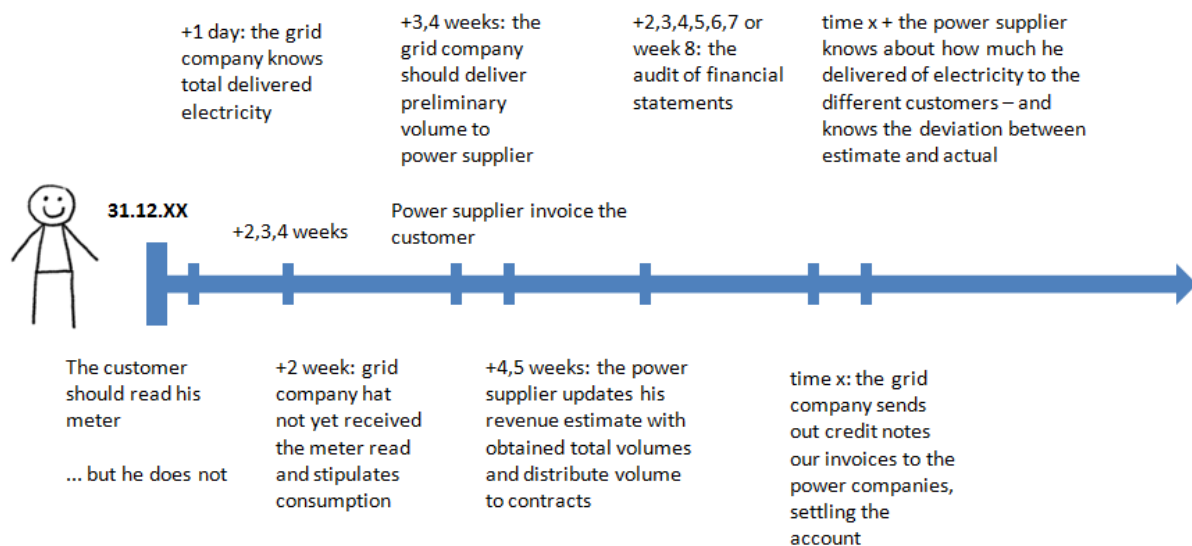 +1 day: the grid
company knows
total delivered
electricity
+3,4 weeks: the
grid company
should deliver
preliminary
volume to
power supplier
+2,3,4,5,6,7 or
week 8: the
audit of financial
statements
time x + the power supplier
knows about how much he
delivered of electricity to the
different customers – and
knows the deviation between
estimate and actual
31.12.XX
+2,3,4 weeks
Power supplier invoice the
customer
The customer
should read his
meter
... but he does not
+2 week: grid
company hat
not yet received
the meter read
and stipulates
consumption
+4,5 weeks: the power
supplier updates his
revenue estimate with
obtained total volumes
and distribute volume
to contracts
time x: the grid
company sends
out credit notes
our invoices to the
power companies,
settling the
account